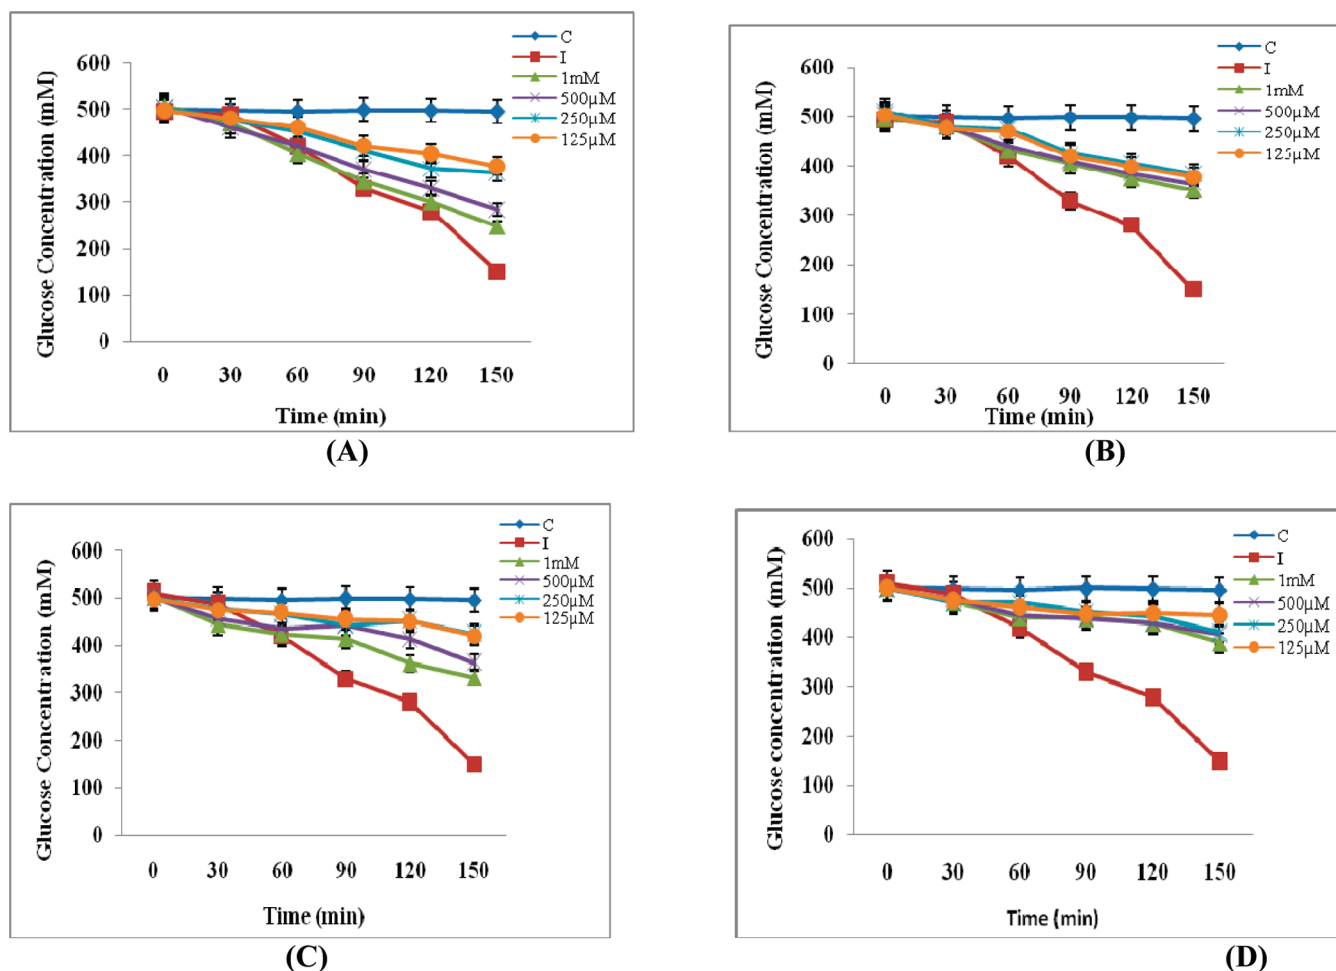 C
I
1mM
500μM
250μM
125μM
600
500
400
300
200
100
0
0 30 60 90 120 150
Glucose Concentration (mM)
Time (min)
(A)
C
I
1mM
500μM
250μM
125μM
600
500
400
300
200
100
0
0 30 60 90 120 150
Glucose Concentration (mM)
Time (min)
(B)
C
I
1mM
500μM
250μM
125μM
600
500
400
300
200
100
0
0 30 60 90 120 150
Glucose Concentration (mM)
Time (min)
(C)
C
I
1mM
500μM
250μM
125μM
600
500
400
300
200
100
0
0 30 60 90 120 150
Glucose concentration (mM)
Time (min)
(D)